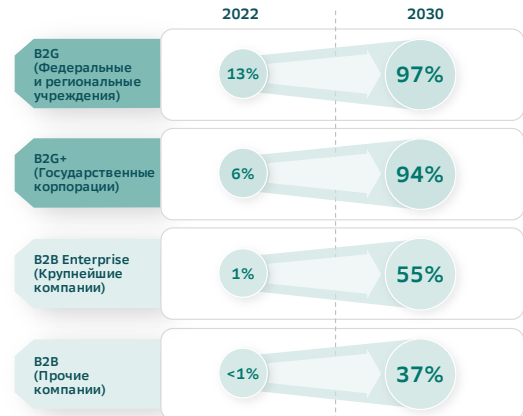 2022 2030
B2G
(Федеральные
и региональные
учреждения)
13% 97%
B2G+
(Государственные
корпорации)
6% 94%
B2B Enterprise
(Крупнейшие
компании)
1% 55%
B2B
(Прочие
компании)
<1% 37%